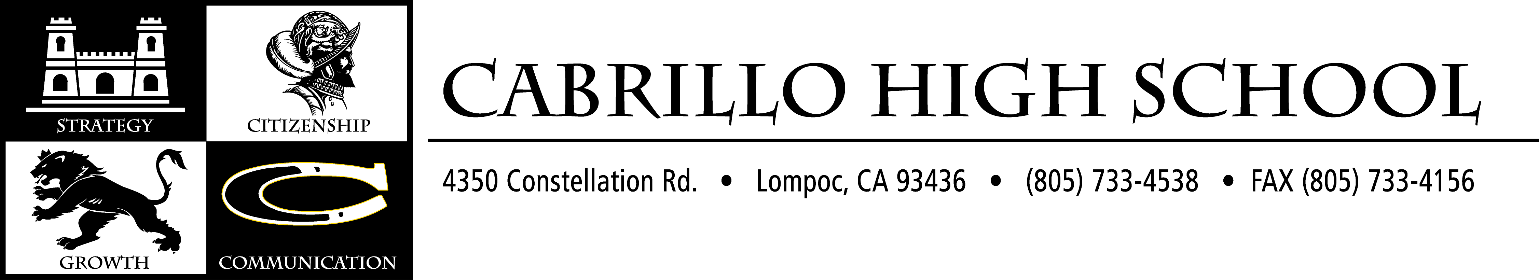 STRATEGY
CITIZENSHIP
GROWTH
COMMUNICATION
CABRILLO HIGH SCHOOL
4350 Constellation Rd. • Lompoc, CA 93436 • (805) 733-4538 • FAX (805) 733-4156